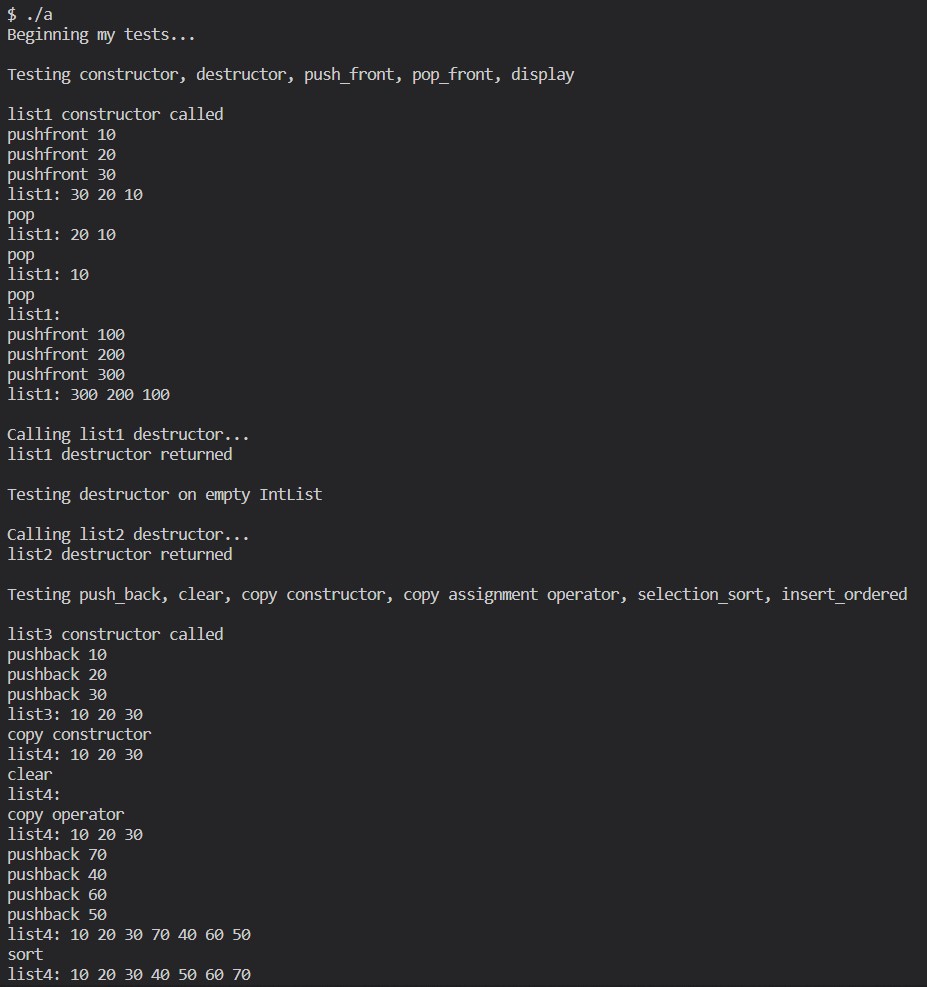 $ ./a
Beginning my tests...
Testing constructor, destructor, push_front, pop_front, display
list1 constructor called
pushfront 10
pushfront 20
pushfront 30
list1: 30 20 10
pop
list1: 20 10
pop
list1: 10
pop
list1:
pushfront 100
pushfront 200
pushfront 300
list1: 300 200 100
Calling list1 destructor...
list1 destructor returned
Testing destructor on empty IntList
Calling list2 destructor...
list2 destructor returned
Testing push_back, clear, copy constructor, copy assignment operator, selection_sort, insert_ordered
list3 constructor called
pushback 10
pushback 20
pushback 30
list3: 10 20 30
copy constructor
list4: 10 20 30
clear
list4:
copy operator
list4: 10 20 30
pushback 70
pushback 40
pushback 60
pushback 50
list4: 10 20 30 70 40 60 50
sort
list4: 10 20 30 40 50 60 70